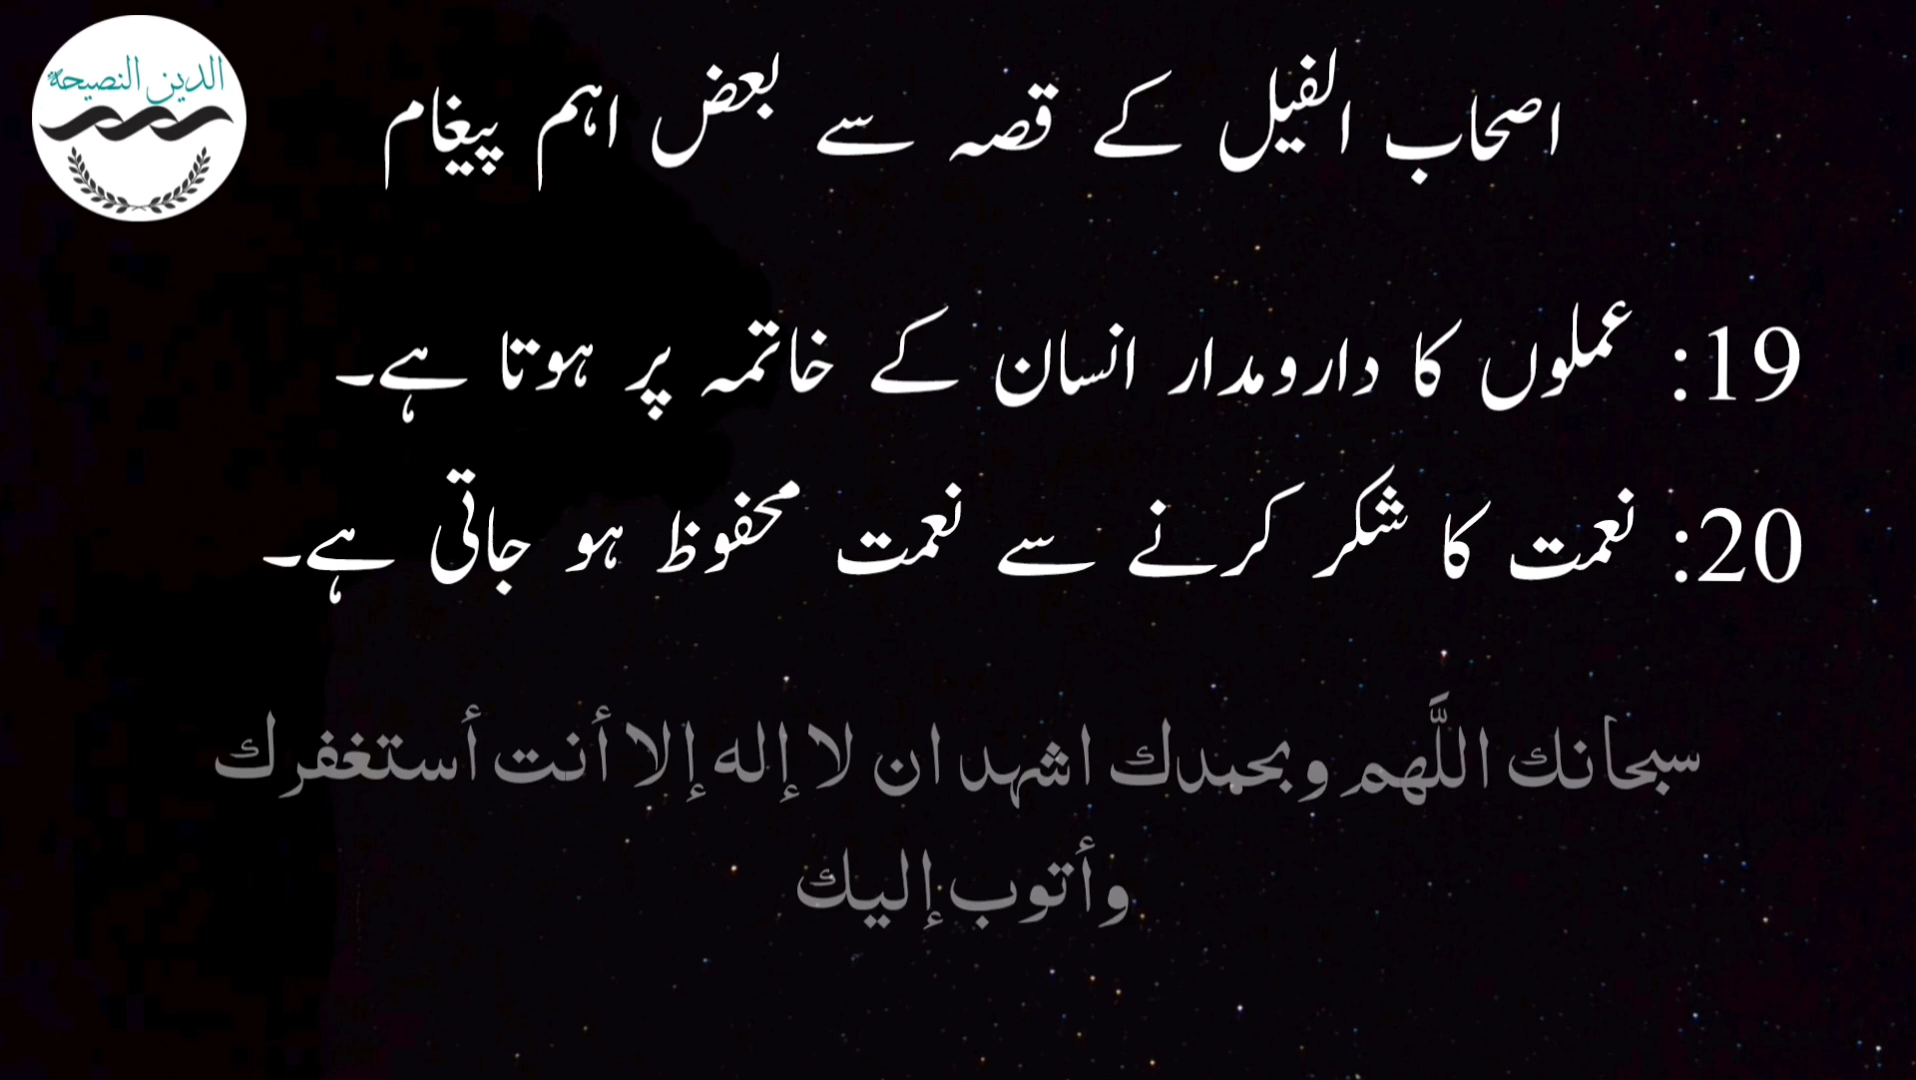 الدين النصيحة
اصحاب الفیل کے قصہ سے بعض اہم پیغام
19: عملوں کا دارومدار انسان کے خاتمہ پر ہوتا ہے۔
20: نعمت کا شکر کرنے سے نعمت محفوظ ہو جاتی ہے۔
سبحانك اللَّهم وبحمدك اشهد ان لا إله إلا أنت أستغفرك
وأتوب إليك